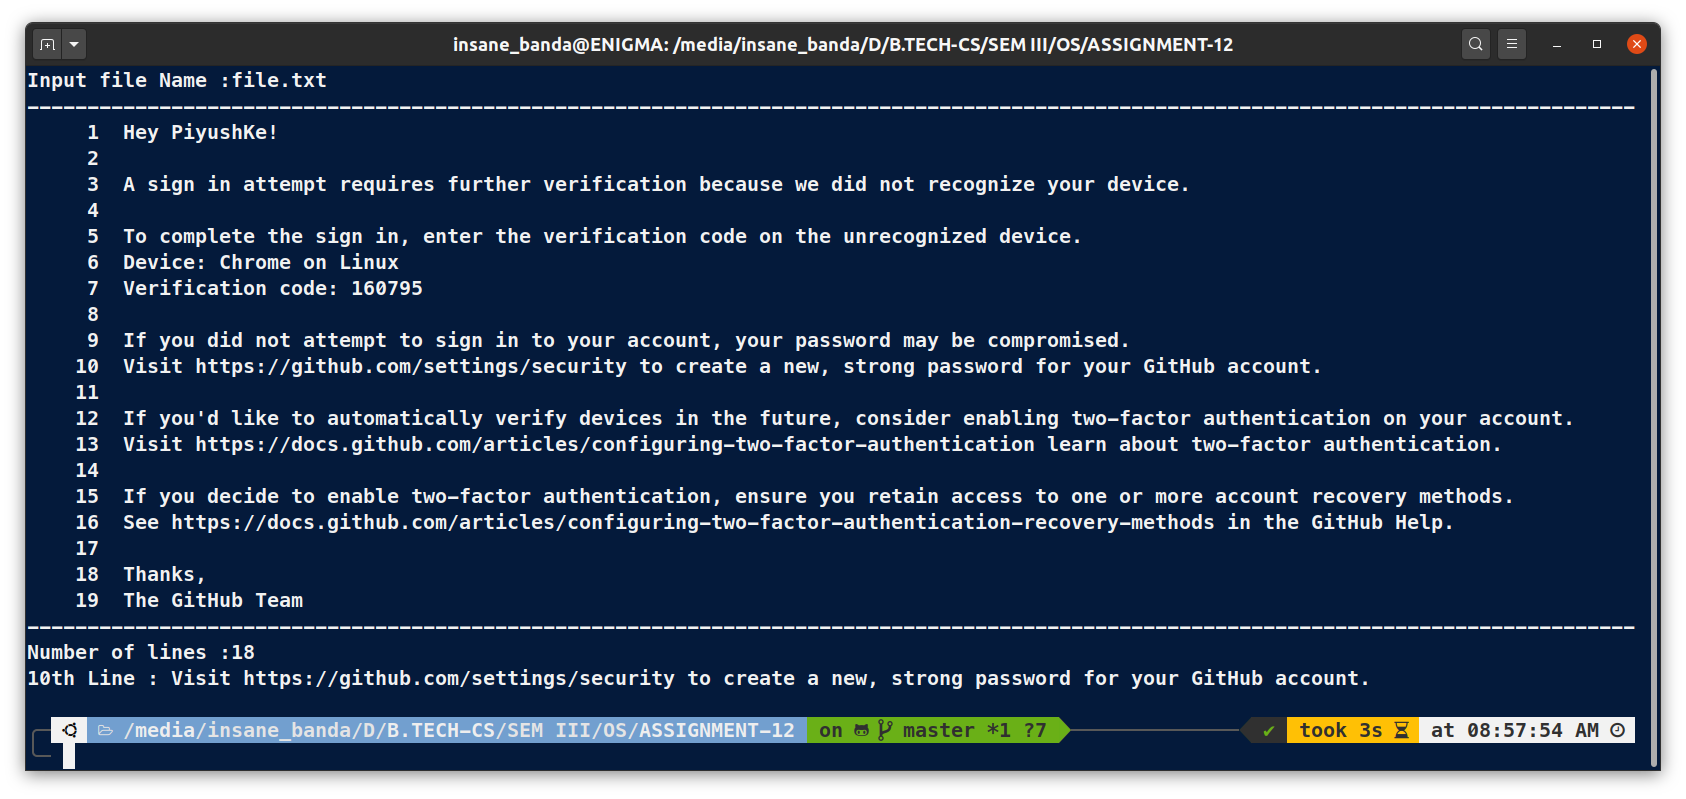 insane_banda@ENIGMA: /media/insane_banda/D/B.TECH-CS/SEM III/OS/ASSIGNMENT-12
Input file Name :file.txt
--------------------------------------------------------------------------------------------------------------------------------------
1  Hey PiyushKe!
2
3  A sign in attempt requires further verification because we did not recognize your device.
4
5  To complete the sign in, enter the verification code on the unrecognized device.
6  Device: Chrome on Linux
7  Verification code: 160795
8
9  If you did not attempt to sign in to your account, your password may be compromised.
10  Visit https://github.com/settings/security to create a new, strong password for your GitHub account.
11
12  If you'd like to automatically verify devices in the future, consider enabling two-factor authentication on your account.
13  Visit https://docs.github.com/articles/configuring-two-factor-authentication learn about two-factor authentication.
14
15  If you decide to enable two-factor authentication, ensure you retain access to one or more account recovery methods.
16  See https://docs.github.com/articles/configuring-two-factor-authentication-recovery-methods in the GitHub Help.
17
18  Thanks,
19  The GitHub Team
--------------------------------------------------------------------------------------------------------------------------------------
Number of lines :18
10th Line : Visit https://github.com/settings/security to create a new, strong password for your GitHub account.
/media/insane_banda/D/B.TECH-CS/SEM III/OS/ASSIGNMENT-12 on master *1 ?7 ✔ took 3s at 08:57:54 AM